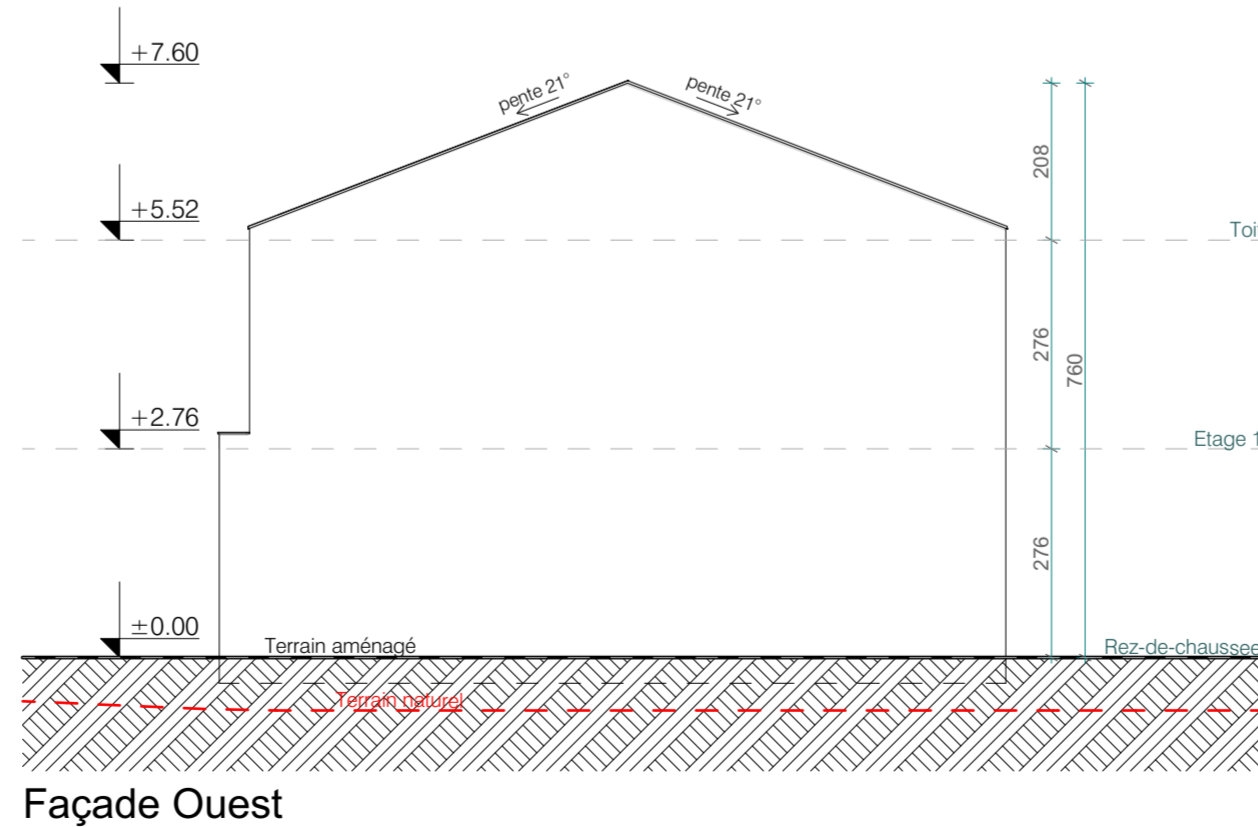 +7.60
pente 21°
pente 21°
208
+5.52
Toi
276
760
+2.76
Etage 1
276
±0.00
Terrain aménagé
Rez-de-chaussee
Terrain naturel
Façade Ouest